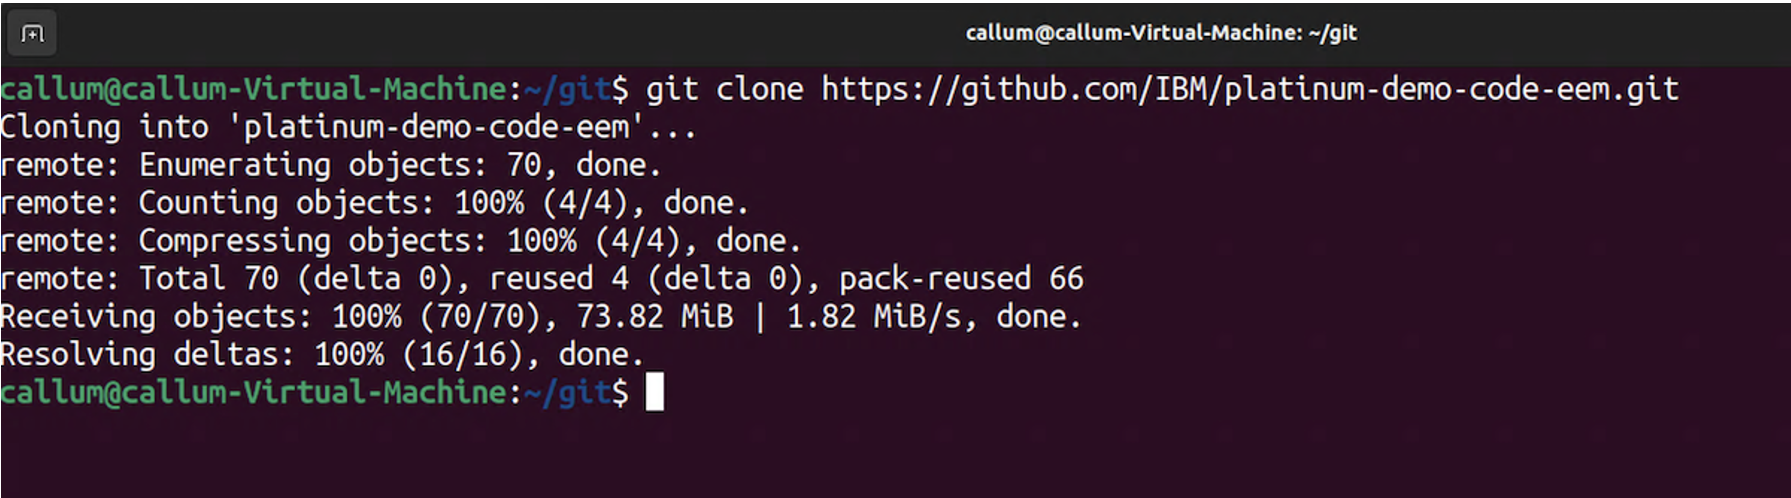 callum@callum-Virtual-Machine: ~/git
callum@callum-Virtual-Machine:~/git$ git clone https://github.com/IBM/platinum-demo-code-eem.git
Cloning into 'platinum-demo-code-eem'...
remote: Enumerating objects: 70, done.
remote: Counting objects: 100% (4/4), done.
remote: Compressing objects: 100% (4/4), done.
remote: Total 70 (delta 0), reused 4 (delta 0), pack-reused 66
Receiving objects: 100% (70/70), 73.82 MiB | 1.82 MiB/s, done.
Resolving deltas: 100% (16/16), done.
callum@callum-Virtual-Machine:~/git$